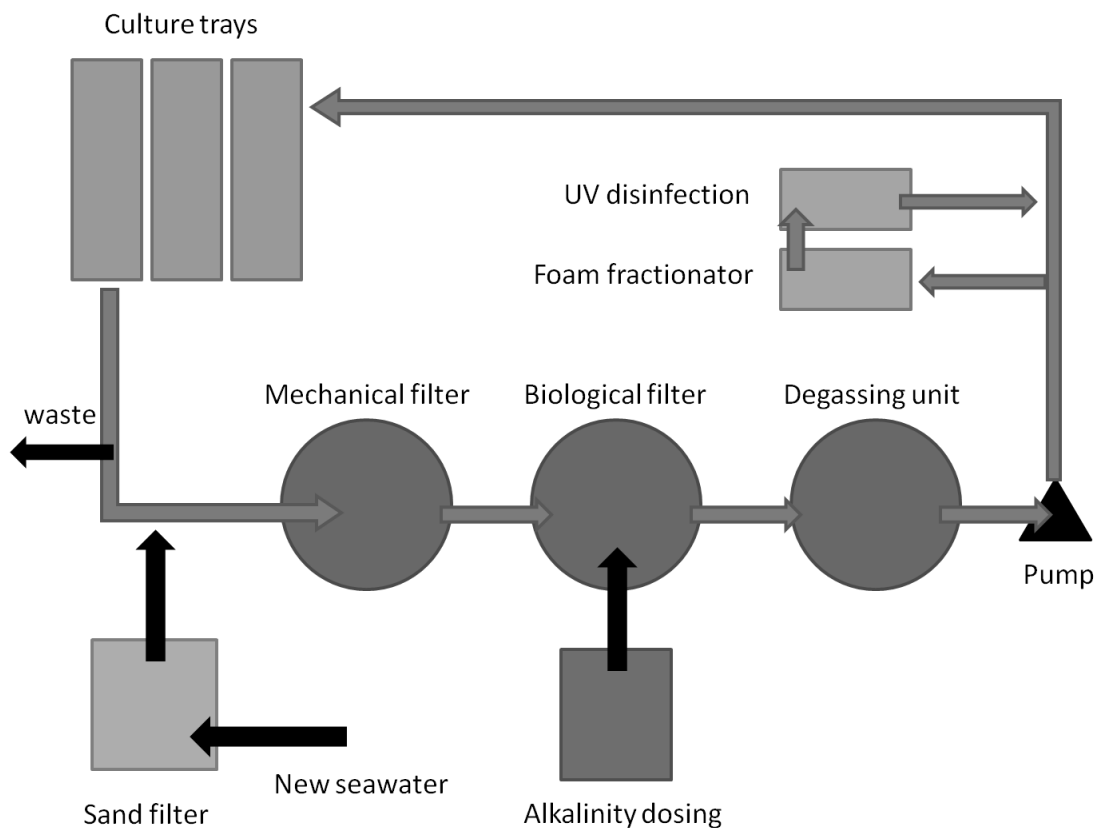 Culture trays
UV disinfection
Foam fractionator
Mechanical filter
Biological filter
Degassing unit
waste
Pump
New seawater
Sand filter
Alkalinity dosing